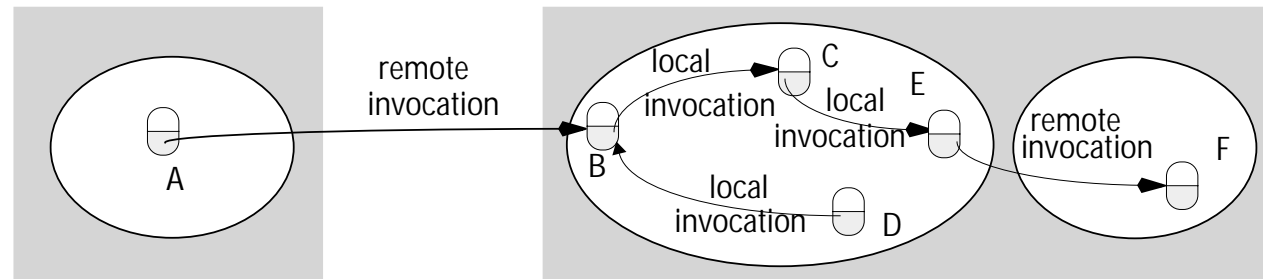 remote
invocation
A
local
invocation
B
C
local
invocation
E
local
invocation
D
remote
invocation
F